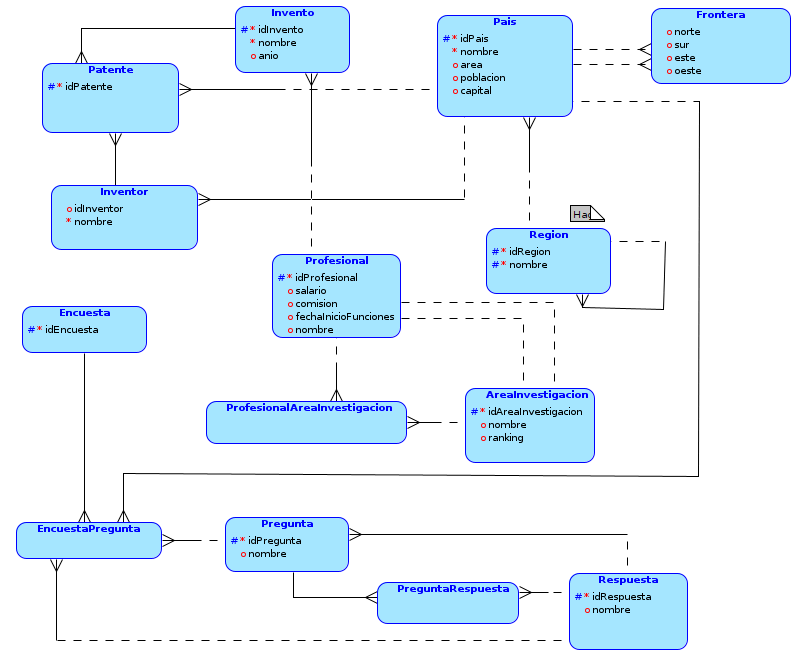 Invento
#* idInvento
* nombre
o anio
Pais
#* idPais
* nombre
o area
o poblacion
o capital
Frontera
o norte
o sur
o este
o oeste
Patente
#* idPatente
Inventor
o idInventor
* nombre
Region
#* idRegion
#* nombre
Profesional
#* idProfesional
o salario
o comision
o fechaInicioFunciones
o nombre
Encuesta
#* idEncuesta
ProfesionalAreaInvestigacion
AreaInvestigacion
#* idAreaInvestigacion
o nombre
o ranking
EncuestaPregunta
Pregunta
#* idPregunta
o nombre
PreguntaRespuesta
Respuesta
#* idRespuesta
o nombre